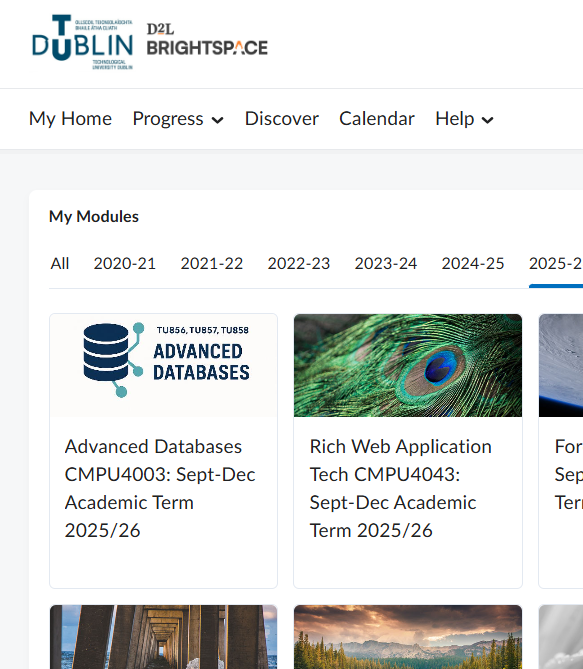 OLLSCOIL TEICNEOLAÍOCHTA
BHAILE ÁTHA CLIATH
TU
DUBLIN
TECHNOLOGICAL
UNIVERSITY DUBLIN
D2L
BRIGHTSPACE
My Home Progress Discover Calendar Help
My Modules
All 2020-21 2021-22 2022-23 2023-24 2024-25 2025-2
TU856, TU857, TU858
ADVANCED
DATABASES
Advanced Databases
CMPU4003: Sept-Dec
Academic Term
2025/26
Rich Web Application
Tech CMPU4043:
Sept-Dec Academic
Term 2025/26
For
Sep
Ter